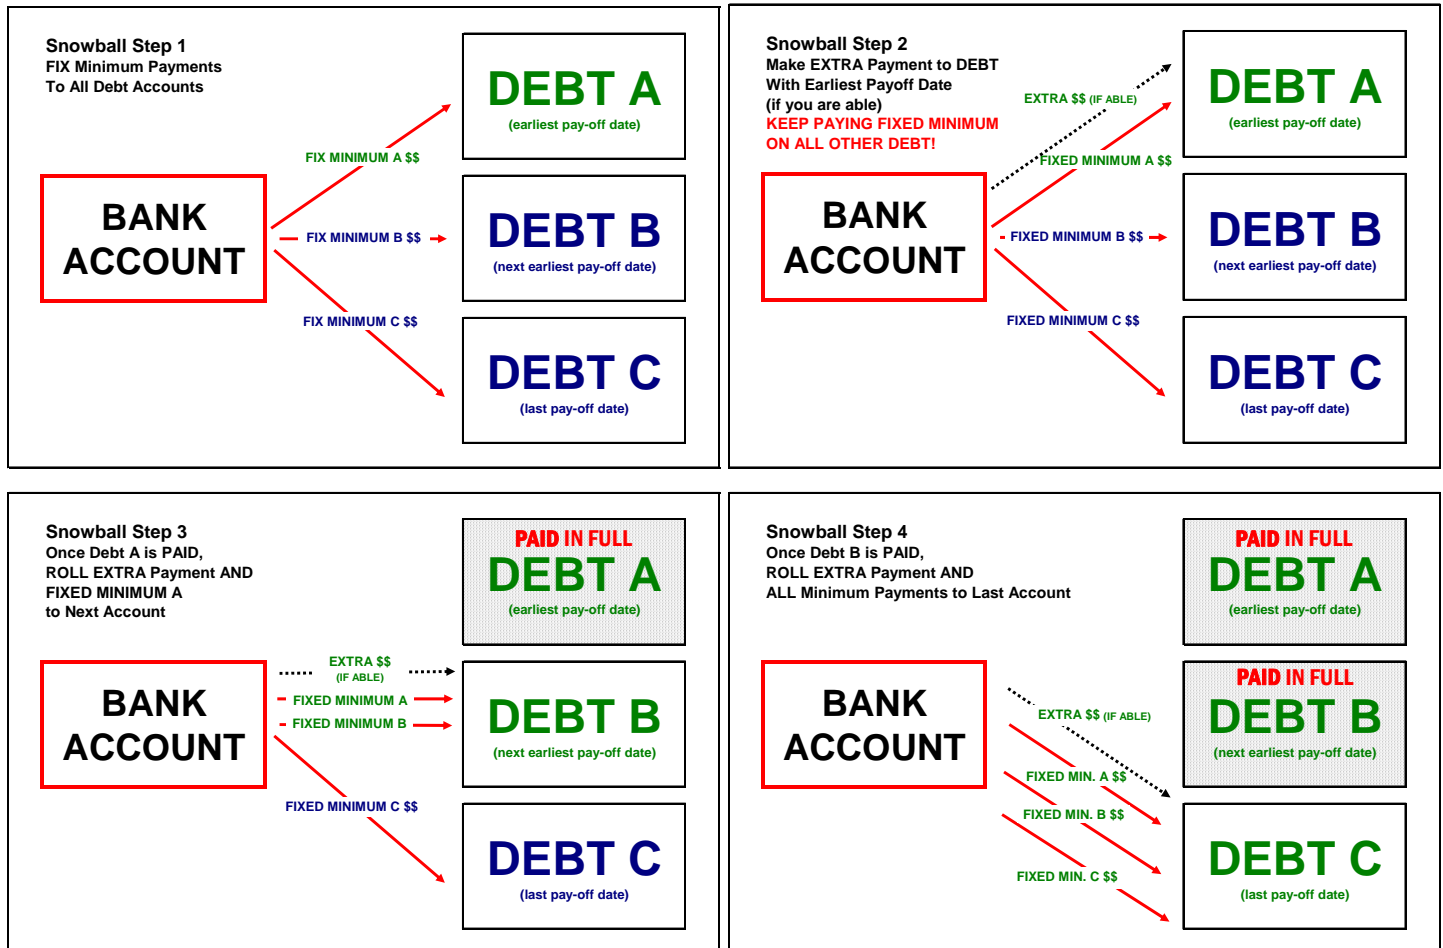 Snowball Step 1
FIX Minimum Payments
To All Debt Accounts
DEBT A
(earliest pay-off date)
FIX MINIMUM A $$
BANK
ACCOUNT
FIX MINIMUM B $$
DEBT B
(next earliest pay-off date)
FIX MINIMUM C $$
DEBT C
(last pay-off date)
Snowball Step 2
Make EXTRA Payment to DEBT
With Earliest Payoff Date
(if you are able)
KEEP PAYING FIXED MINIMUM
ON ALL OTHER DEBT!
EXTRA $$ (IF ABLE)
DEBT A
(earliest pay-off date)
FIXED MINIMUM A $$
BANK
ACCOUNT
FIXED MINIMUM B $$
DEBT B
(next earliest pay-off date)
FIXED MINIMUM C $$
DEBT C
(last pay-off date)
Snowball Step 3
Once Debt A is PAID,
ROLL EXTRA Payment AND
FIXED MINIMUM A
to Next Account
PAID IN FULL
DEBT A
(earliest pay-off date)
EXTRA $$
(IF ABLE)
FIXED MINIMUM A
FIXED MINIMUM B
BANK
ACCOUNT
DEBT B
(next earliest pay-off date)
FIXED MINIMUM C $$
DEBT C
(last pay-off date)
Snowball Step 4
Once Debt B is PAID,
ROLL EXTRA Payment AND
ALL Minimum Payments to Last Account
PAID IN FULL
DEBT A
(earliest pay-off date)
BANK
ACCOUNT
PAID IN FULL
DEBT B
(next earliest pay-off date)
EXTRA $$ (IF ABLE)
FIXED MIN. A $$
FIXED MIN. B $$
FIXED MIN. C $$
DEBT C
(last pay-off date)